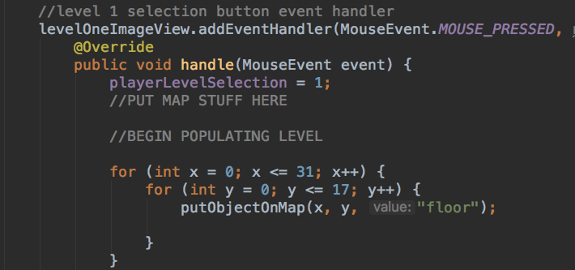 //level 1 selection button event handler
levelOneImageView.addEventHandler(MouseEvent.MOUSE_PRESSED,
@Override
public void handle(MouseEvent event) {
playerLevelSelection = 1;
//PUT MAP STUFF HERE
//BEGIN POPULATING LEVEL
for (int x = 0; x <= 31; x++) {
for (int y = 0; y <= 17; y++) {
putObjectOnMap(x, y, value: "floor");
}
}